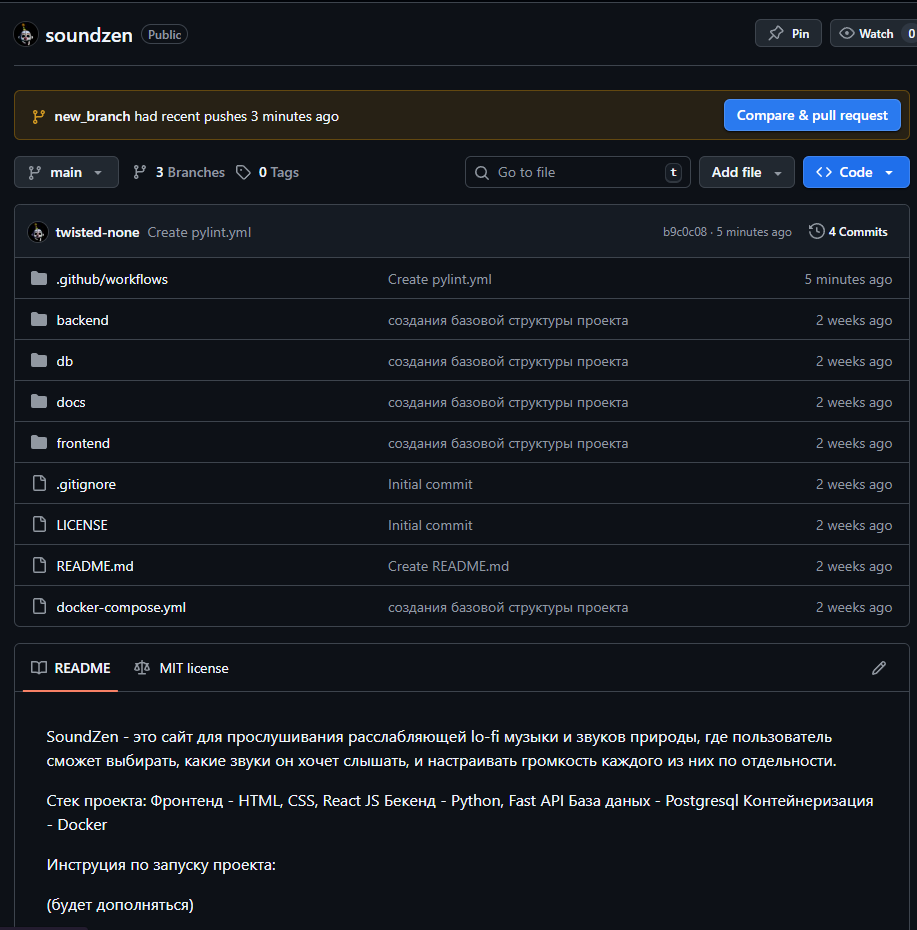 soundzen Public Pin Watch 0
new_branch had recent pushes 3 minutes ago Compare & pull request
main 3 Branches 0 Tags Go to file t Add file Code
twisted-none Create pylint.yml b9c0c08 · 5 minutes ago 4 Commits
.github/workflows Create pylint.yml 5 minutes ago
backend создания базовой структуры проекта 2 weeks ago
db создания базовой структуры проекта 2 weeks ago
docs создания базовой структуры проекта 2 weeks ago
frontend создания базовой структуры проекта 2 weeks ago
.gitignore Initial commit 2 weeks ago
LICENSE Initial commit 2 weeks ago
README.md Create README.md 2 weeks ago
docker-compose.yml создания базовой структуры проекта 2 weeks ago
README MIT license
SoundZen - это сайт для прослушивания расслабляющей lo-fi музыки и звуков природы, где пользователь
сможет выбирать, какие звуки он хочет слышать, и настраивать громкость каждого из них по отдельности.
Стек проекта: Фронтенд - HTML, CSS, React JS Бекенд - Python, Fast API База даных - Postgresql Контейнеризация
- Docker
Инструция по запуску проекта:
(будет дополняться)